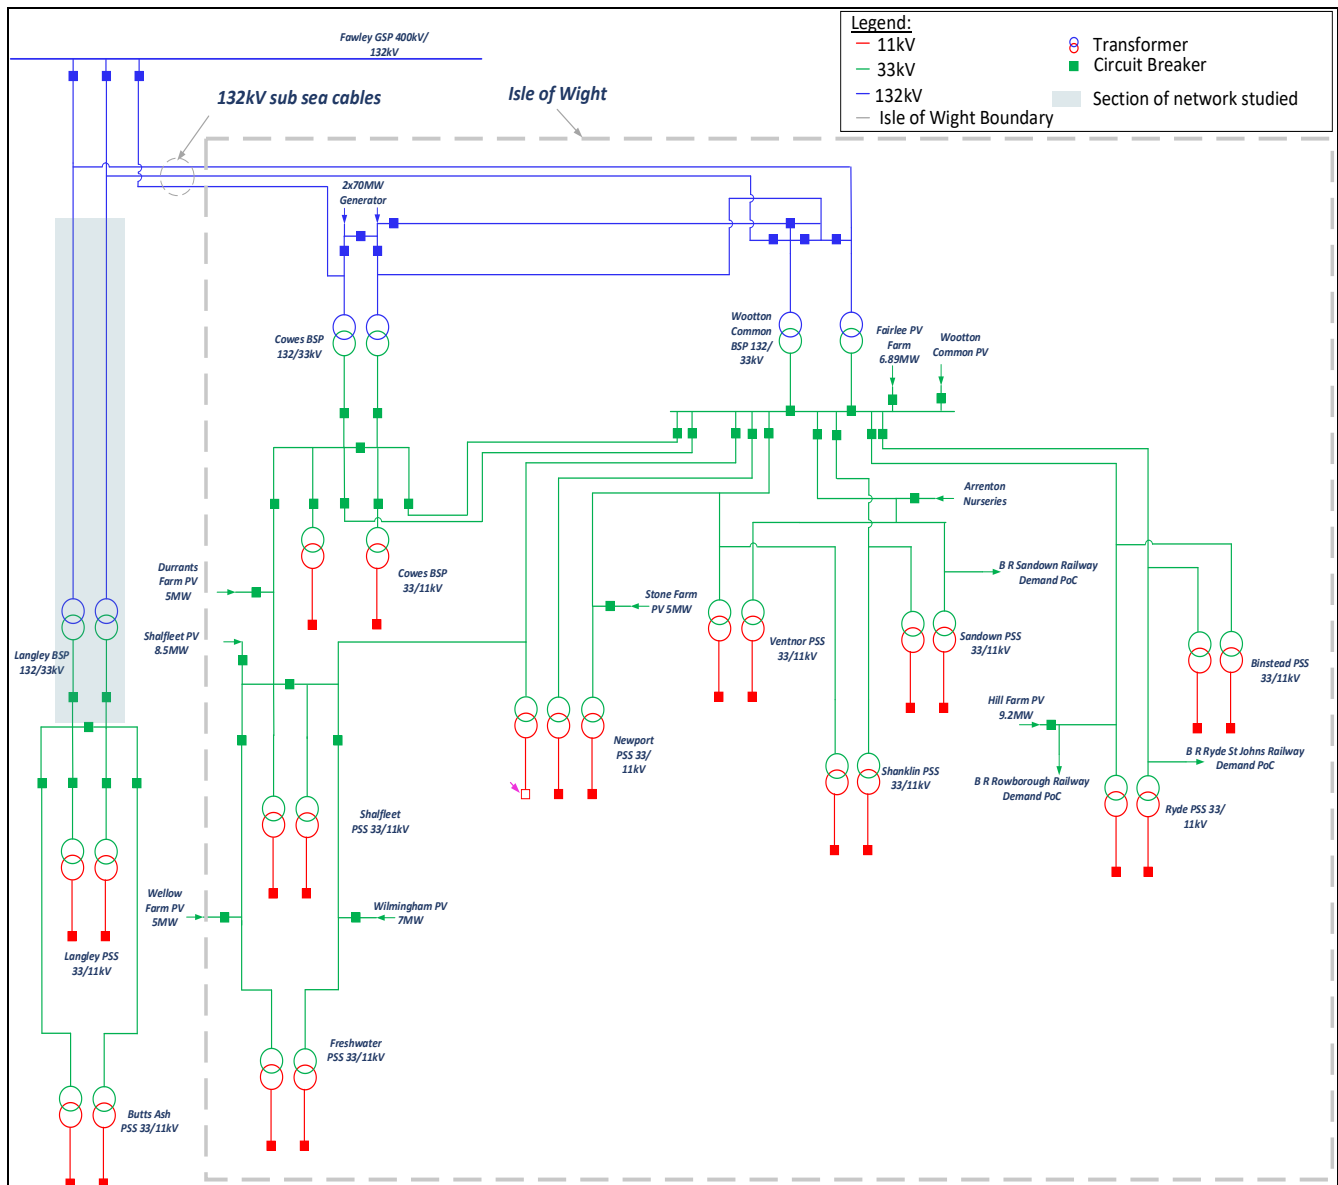 Fawley GSP 400kV/
132kV
Legend:
11kV
33kV
132kV
Isle of Wight Boundary
Transformer
Circuit Breaker
Section of network studied
132kV sub sea cables
Isle of Wight
2x70MW
Generator
Cowes BSP
132/33kV
Wootton
Common
BSP 132/
33kV
Fairlee PV
Farm
6.89MW
Wootton
Common PV
Arrenton
Nurseries
Durrants
Farm PV
5MW
Cowes BSP
33/11kV
B R Sandown Railway
Demand PoC
Stone Farm
PV 5MW
Shalfleet PV
8.5MW
Ventnor PSS
33/11kV
Sandown PSS
33/11kV
Langley BSP
132/33kV
Binstead PSS
33/11kV
Hill Farm PV
9.2MW
Newport
PSS 33/
11kV
B R Ryde St Johns Railway
Demand PoC
Shanklin PSS
33/11kV
B R Rowborough Railway
Demand PoC
Shalfleet
PSS 33/11kV
Ryde PSS 33/
11kV
Wellow
Farm PV
5MW
Wilmingham PV
7MW
Langley PSS
33/11kV
Freshwater
PSS 33/11kV
Butts Ash
PSS 33/11kV